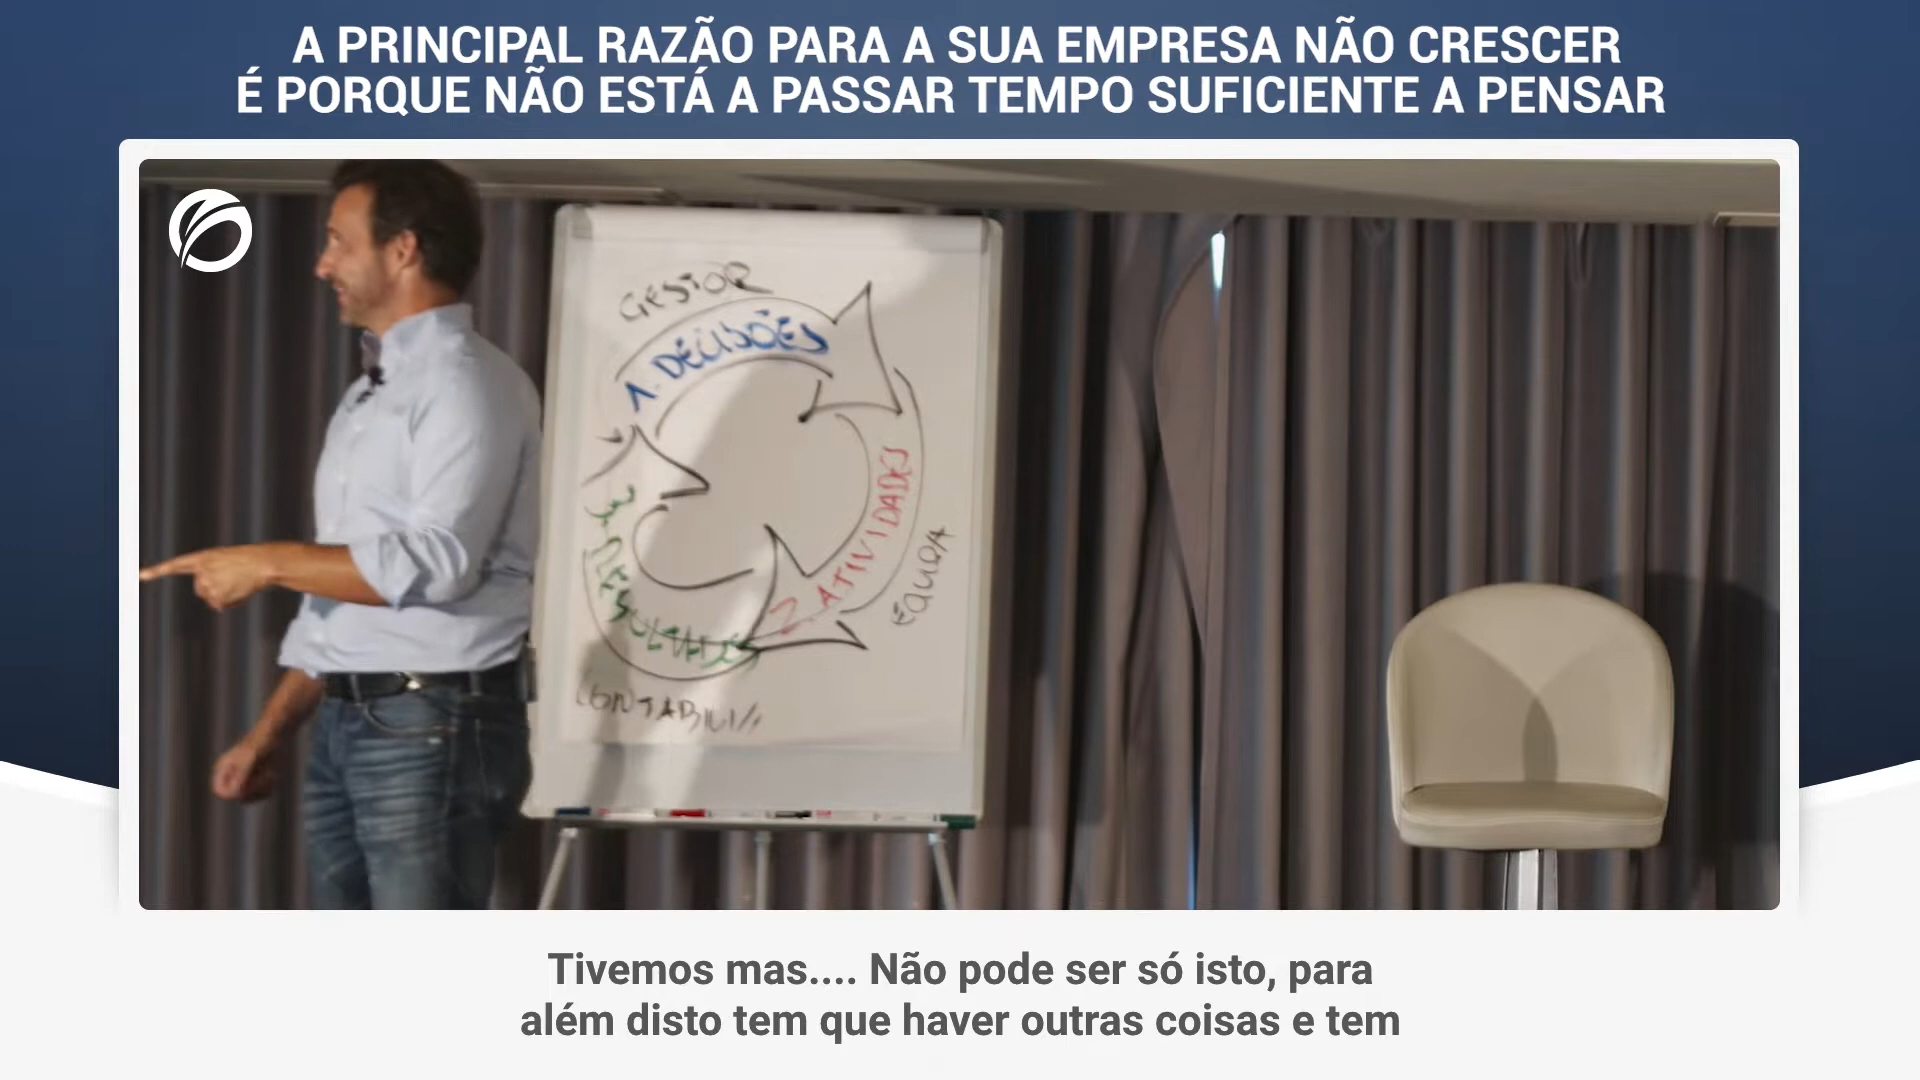 A PRINCIPAL RAZÃO PARA A SUA EMPRESA NÃO CRESCER
É PORQUE NÃO ESTÁ A PASSAR TEMPO SUFICIENTE A PENSAR
GESTOR
1. DECISÕES
2. ATIVIDADES
EQUIPA
3. RESULTADOS
CONTABILI//
Tivemos mas.... Não pode ser só isto, para
além disto tem que haver outras coisas e tem